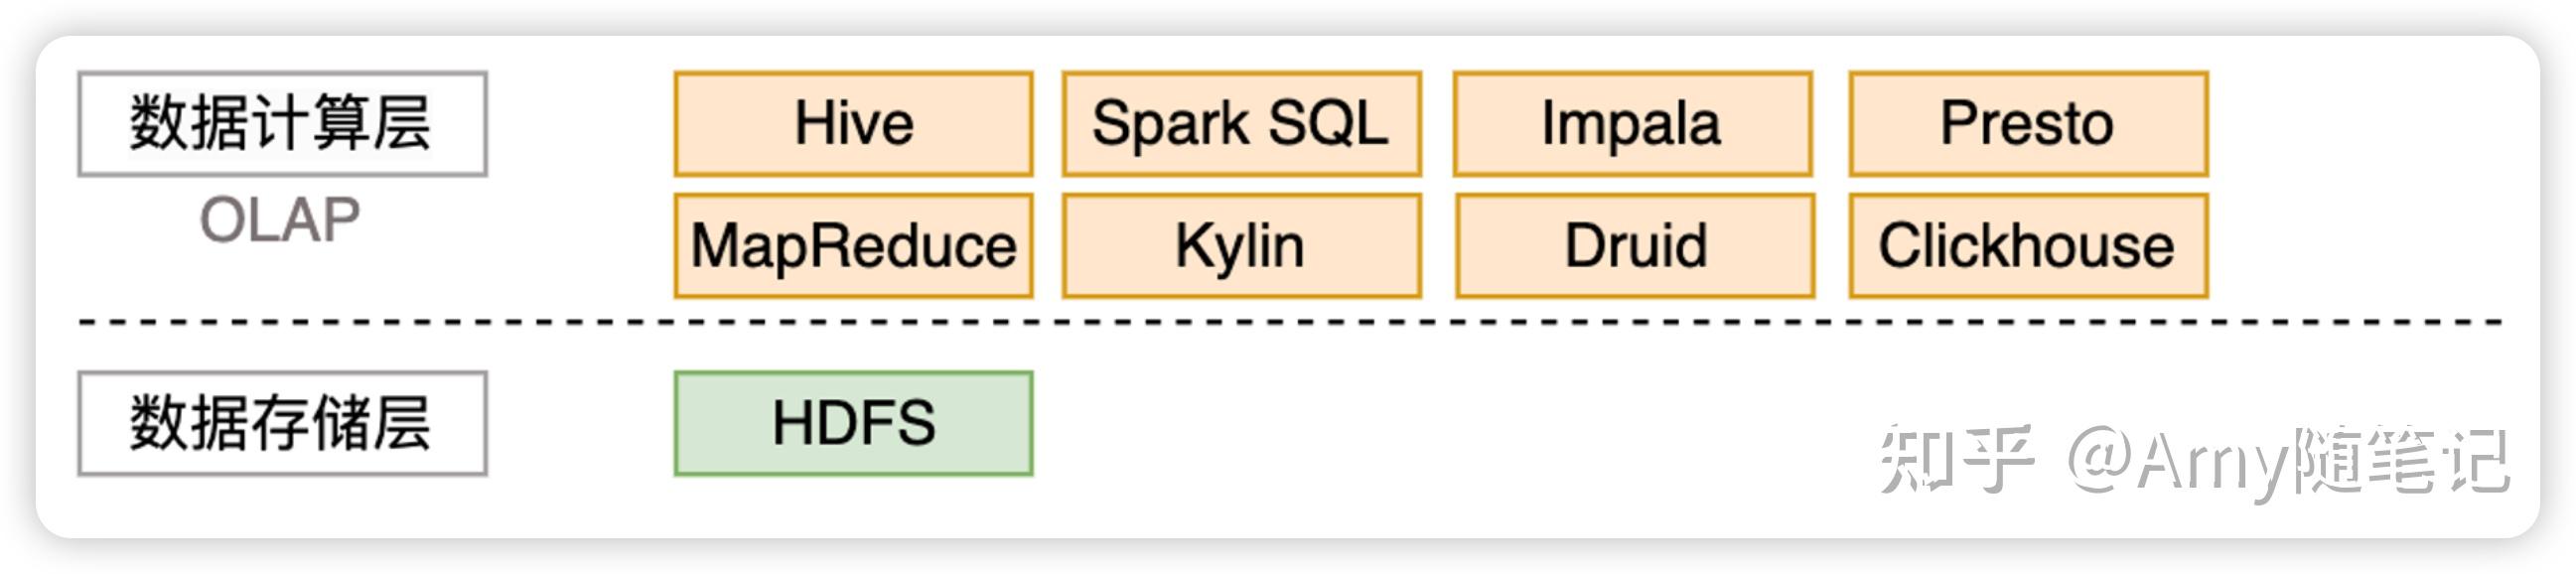 数据计算层 Hive Spark SQL Impala Presto
OLAP MapReduce Kylin Druid Clickhouse
数据存储层 HDFS
知乎 @Amy随笔记